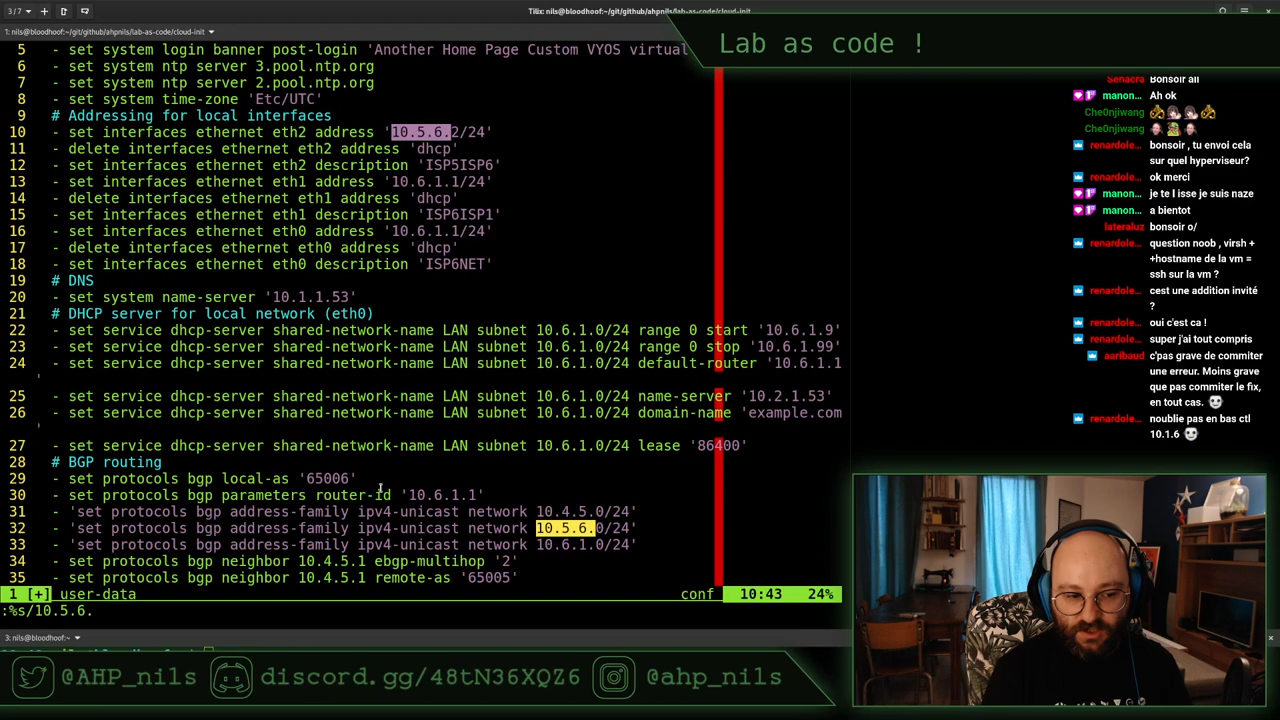 3 / 7
Tilix: nils@bloodhoof:~/git/github/ahpnils/lab-as-code/cloud-init
1: nils@bloodhoof:~/git/github/ahpnils/lab-as-code/cloud-init
Lab as code !
5 - set system login banner post-login 'Another Home Page Custom VYOS virtual
6 - set system ntp server 3.pool.ntp.org
7 - set system ntp server 2.pool.ntp.org
8 - set system time-zone 'Etc/UTC'
9 # Addressing for local interfaces
10 - set interfaces ethernet eth2 address '10.5.6.2/24'
11 - delete interfaces ethernet eth2 address 'dhcp'
12 - set interfaces ethernet eth2 description 'ISP5ISP6'
13 - set interfaces ethernet eth1 address '10.6.1.1/24'
14 - delete interfaces ethernet eth1 address 'dhcp'
15 - set interfaces ethernet eth1 description 'ISP6ISP1'
16 - set interfaces ethernet eth0 address '10.6.1.1/24'
17 - delete interfaces ethernet eth0 address 'dhcp'
18 - set interfaces ethernet eth0 description 'ISP6NET'
19 # DNS
20 - set system name-server '10.1.1.53'
21 # DHCP server for local network (eth0)
22 - set service dhcp-server shared-network-name LAN subnet 10.6.1.0/24 range 0 start '10.6.1.9'
23 - set service dhcp-server shared-network-name LAN subnet 10.6.1.0/24 range 0 stop '10.6.1.99'
24 - set service dhcp-server shared-network-name LAN subnet 10.6.1.0/24 default-router '10.6.1.1
'
25 - set service dhcp-server shared-network-name LAN subnet 10.6.1.0/24 name-server '10.2.1.53'
26 - set service dhcp-server shared-network-name LAN subnet 10.6.1.0/24 domain-name 'example.com
'
27 - set service dhcp-server shared-network-name LAN subnet 10.6.1.0/24 lease '86400'
28 # BGP routing
29 - set protocols bgp local-as '65006'
30 - set protocols bgp parameters router-id '10.6.1.1'
31 - 'set protocols bgp address-family ipv4-unicast network 10.4.5.0/24'
32 - 'set protocols bgp address-family ipv4-unicast network 10.5.6.0/24'
33 - 'set protocols bgp address-family ipv4-unicast network 10.6.1.0/24'
34 - set protocols bgp neighbor 10.4.5.1 ebgp-multihop '2'
35 - set protocols bgp neighbor 10.4.5.1 remote-as '65005'
1 [+] user-data conf 10:43 24%
:%s/10.5.6.
3: nils@bloodhoof:~
@AHP_nils discord.gg/48tN36XQZ6 @ahp_nils
Senacra Bonsoir all
manon... Ah ok
Che0njiwang
Che0njiwang
renardole... bonsoir , tu envoi cela
sur quel hyperviseur?
renardole... ok merci
manon... je te l isse je suis naze
manon... a bientot
lateraluz bonsoir o/
renardole... question noob , virsh +
+hostname de la vm =
ssh sur la vm ?
renardole... cest une addition invité
?
renardole... oui c'est ca !
renardole... super j'ai tout compris
aaribaud c'pas grave de commiter
une erreur. Moins grave
que pas commiter le fix,
en tout cas.
renardole... noublie pas en bas ctl
10.1.6